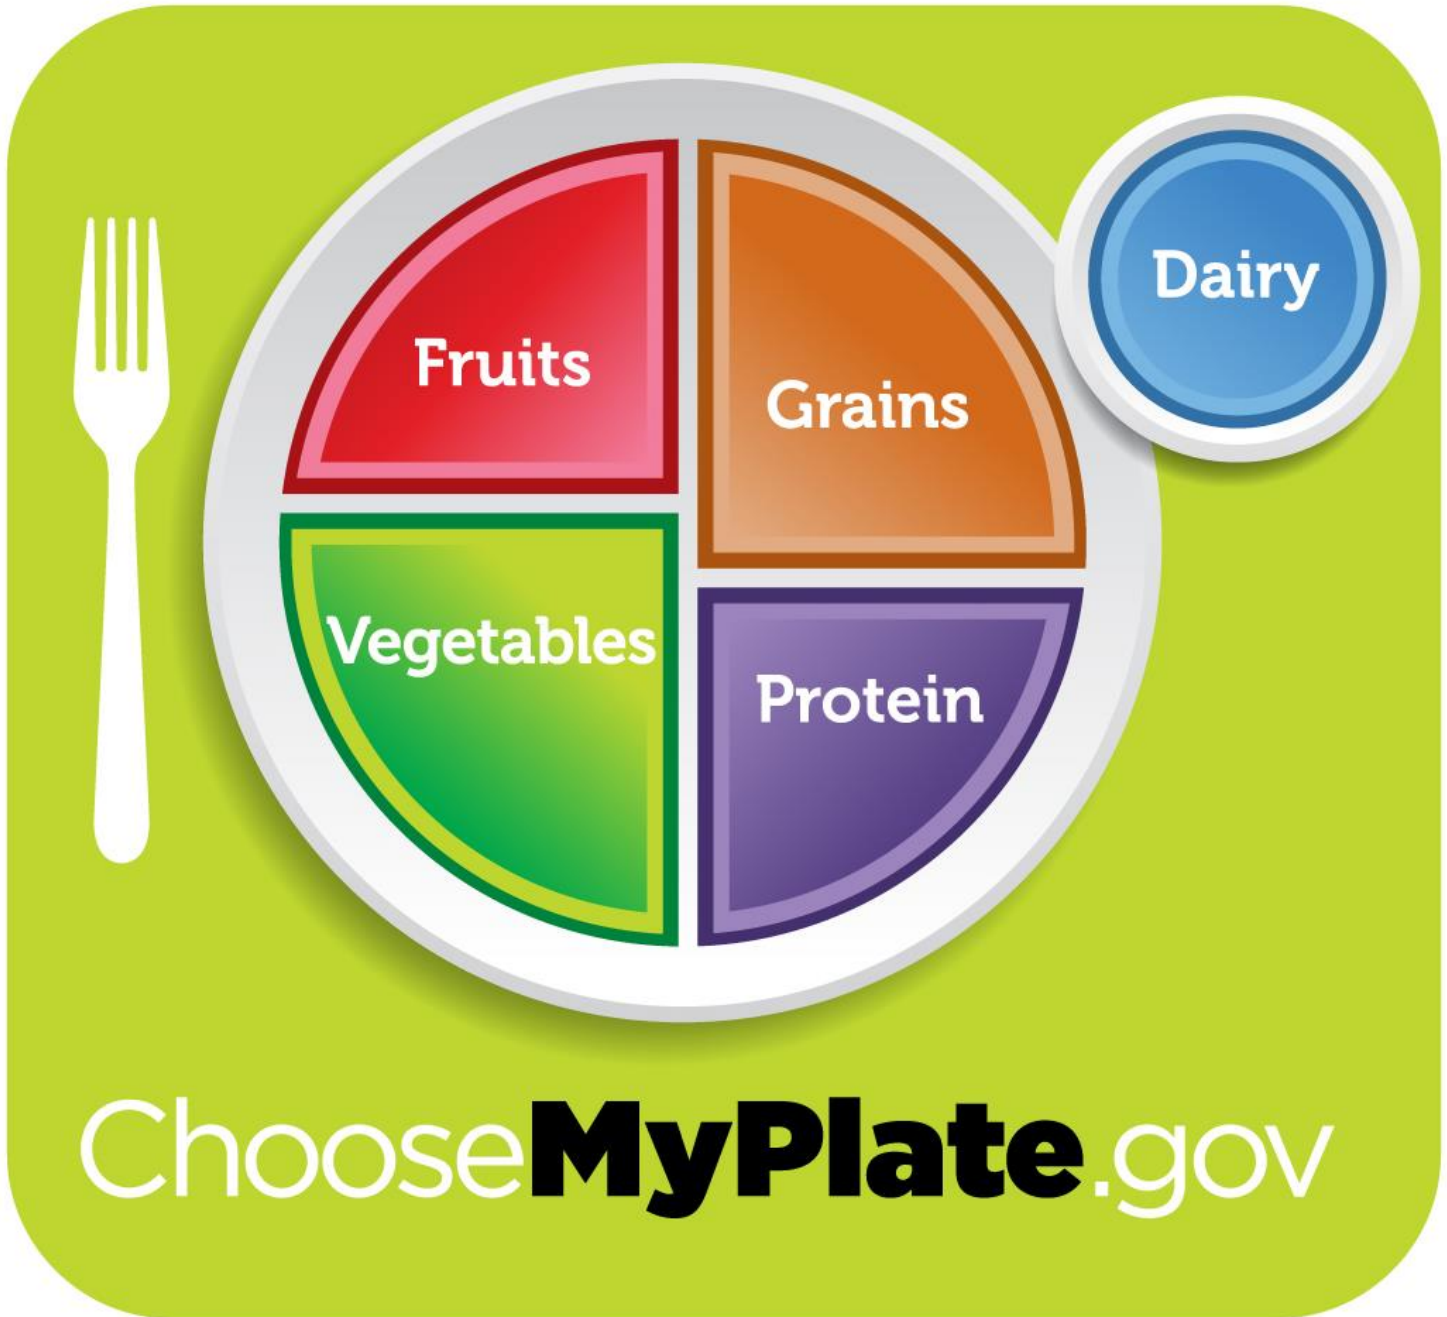 Fruits
Grains
Dairy
Vegetables
Protein
ChooseMyPlate.gov